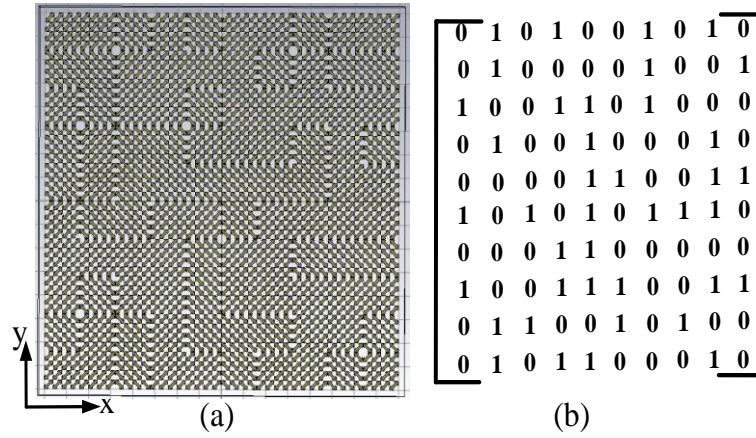 0 1 0 1 0 0 1 0 1 0
0 1 0 0 0 0 1 0 0 1
1 0 0 1 1 0 1 0 0 0
0 1 0 0 1 0 0 0 1 0
0 0 0 0 1 1 0 0 1 1
1 0 1 0 1 0 1 1 1 0
0 0 0 1 1 0 0 0 0 0
1 0 0 1 1 1 0 0 1 1
0 1 1 0 0 1 0 1 0 0
0 1 0 1 1 0 0 0 1 0
y
x
(a)
(b)